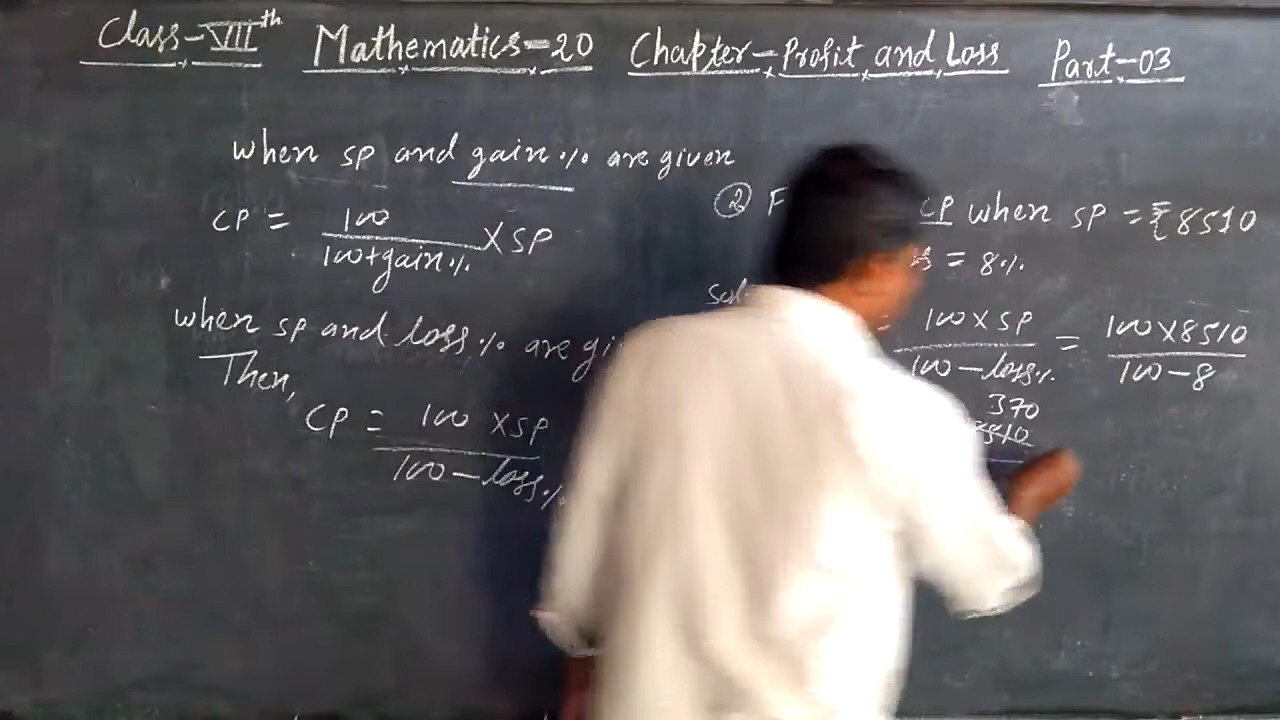 Class-VIIIth Mathematics-20 Chapter-Profit and Loss Part-03
when SP and gain % are given
CP = 100 / 100+gain% X SP
when SP and loss % are
Then,
CP = 100 X SP / 100 - loss %
② CP when SP = ₹8510
= 8%
Sol
= 100 X SP / 100 - loss% = 100 X 8510 / 100 - 8
370
8510